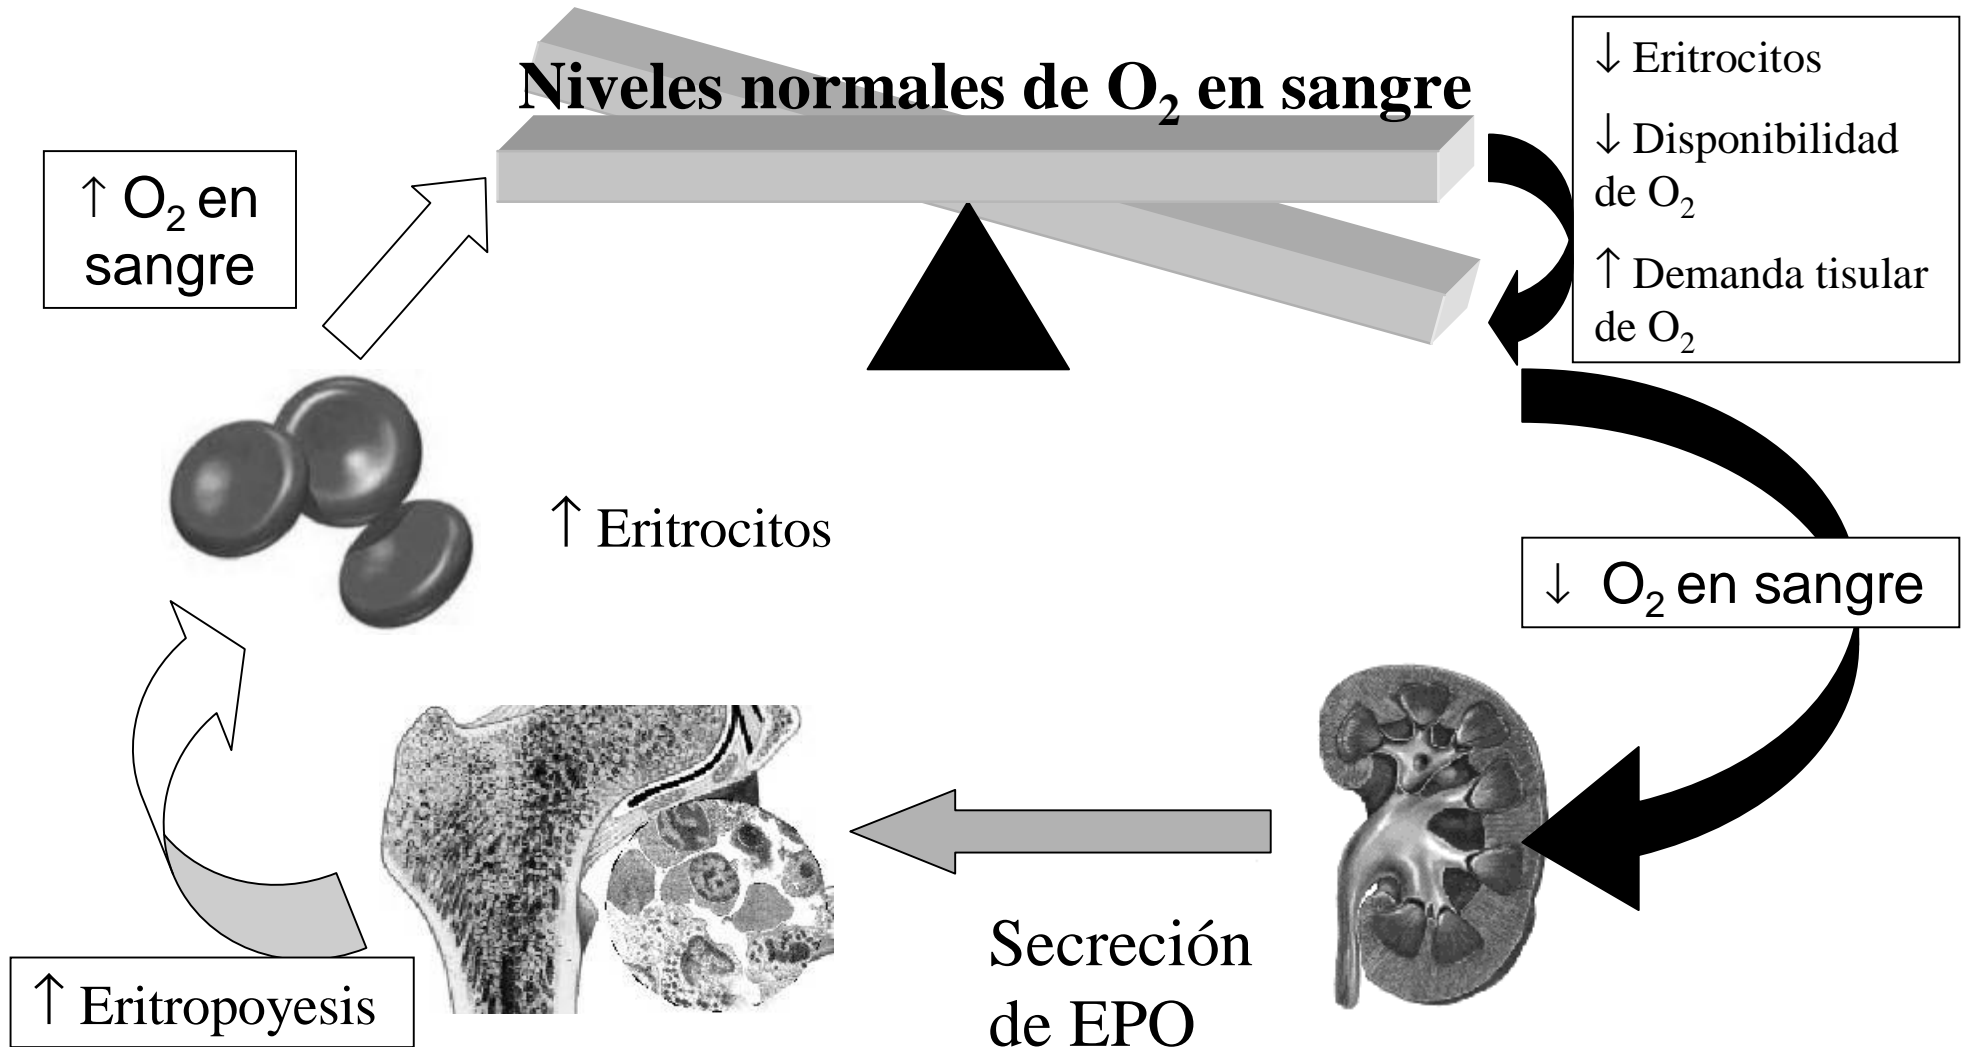 Niveles normales de O₂ en sangre
↓ Eritrocitos
↓ Disponibilidad
de O₂
↑ Demanda tisular
de O₂
↓ O₂ en sangre
Secreción
de EPO
↑ Eritropoyesis
↑ Eritrocitos
↑ O₂ en
sangre